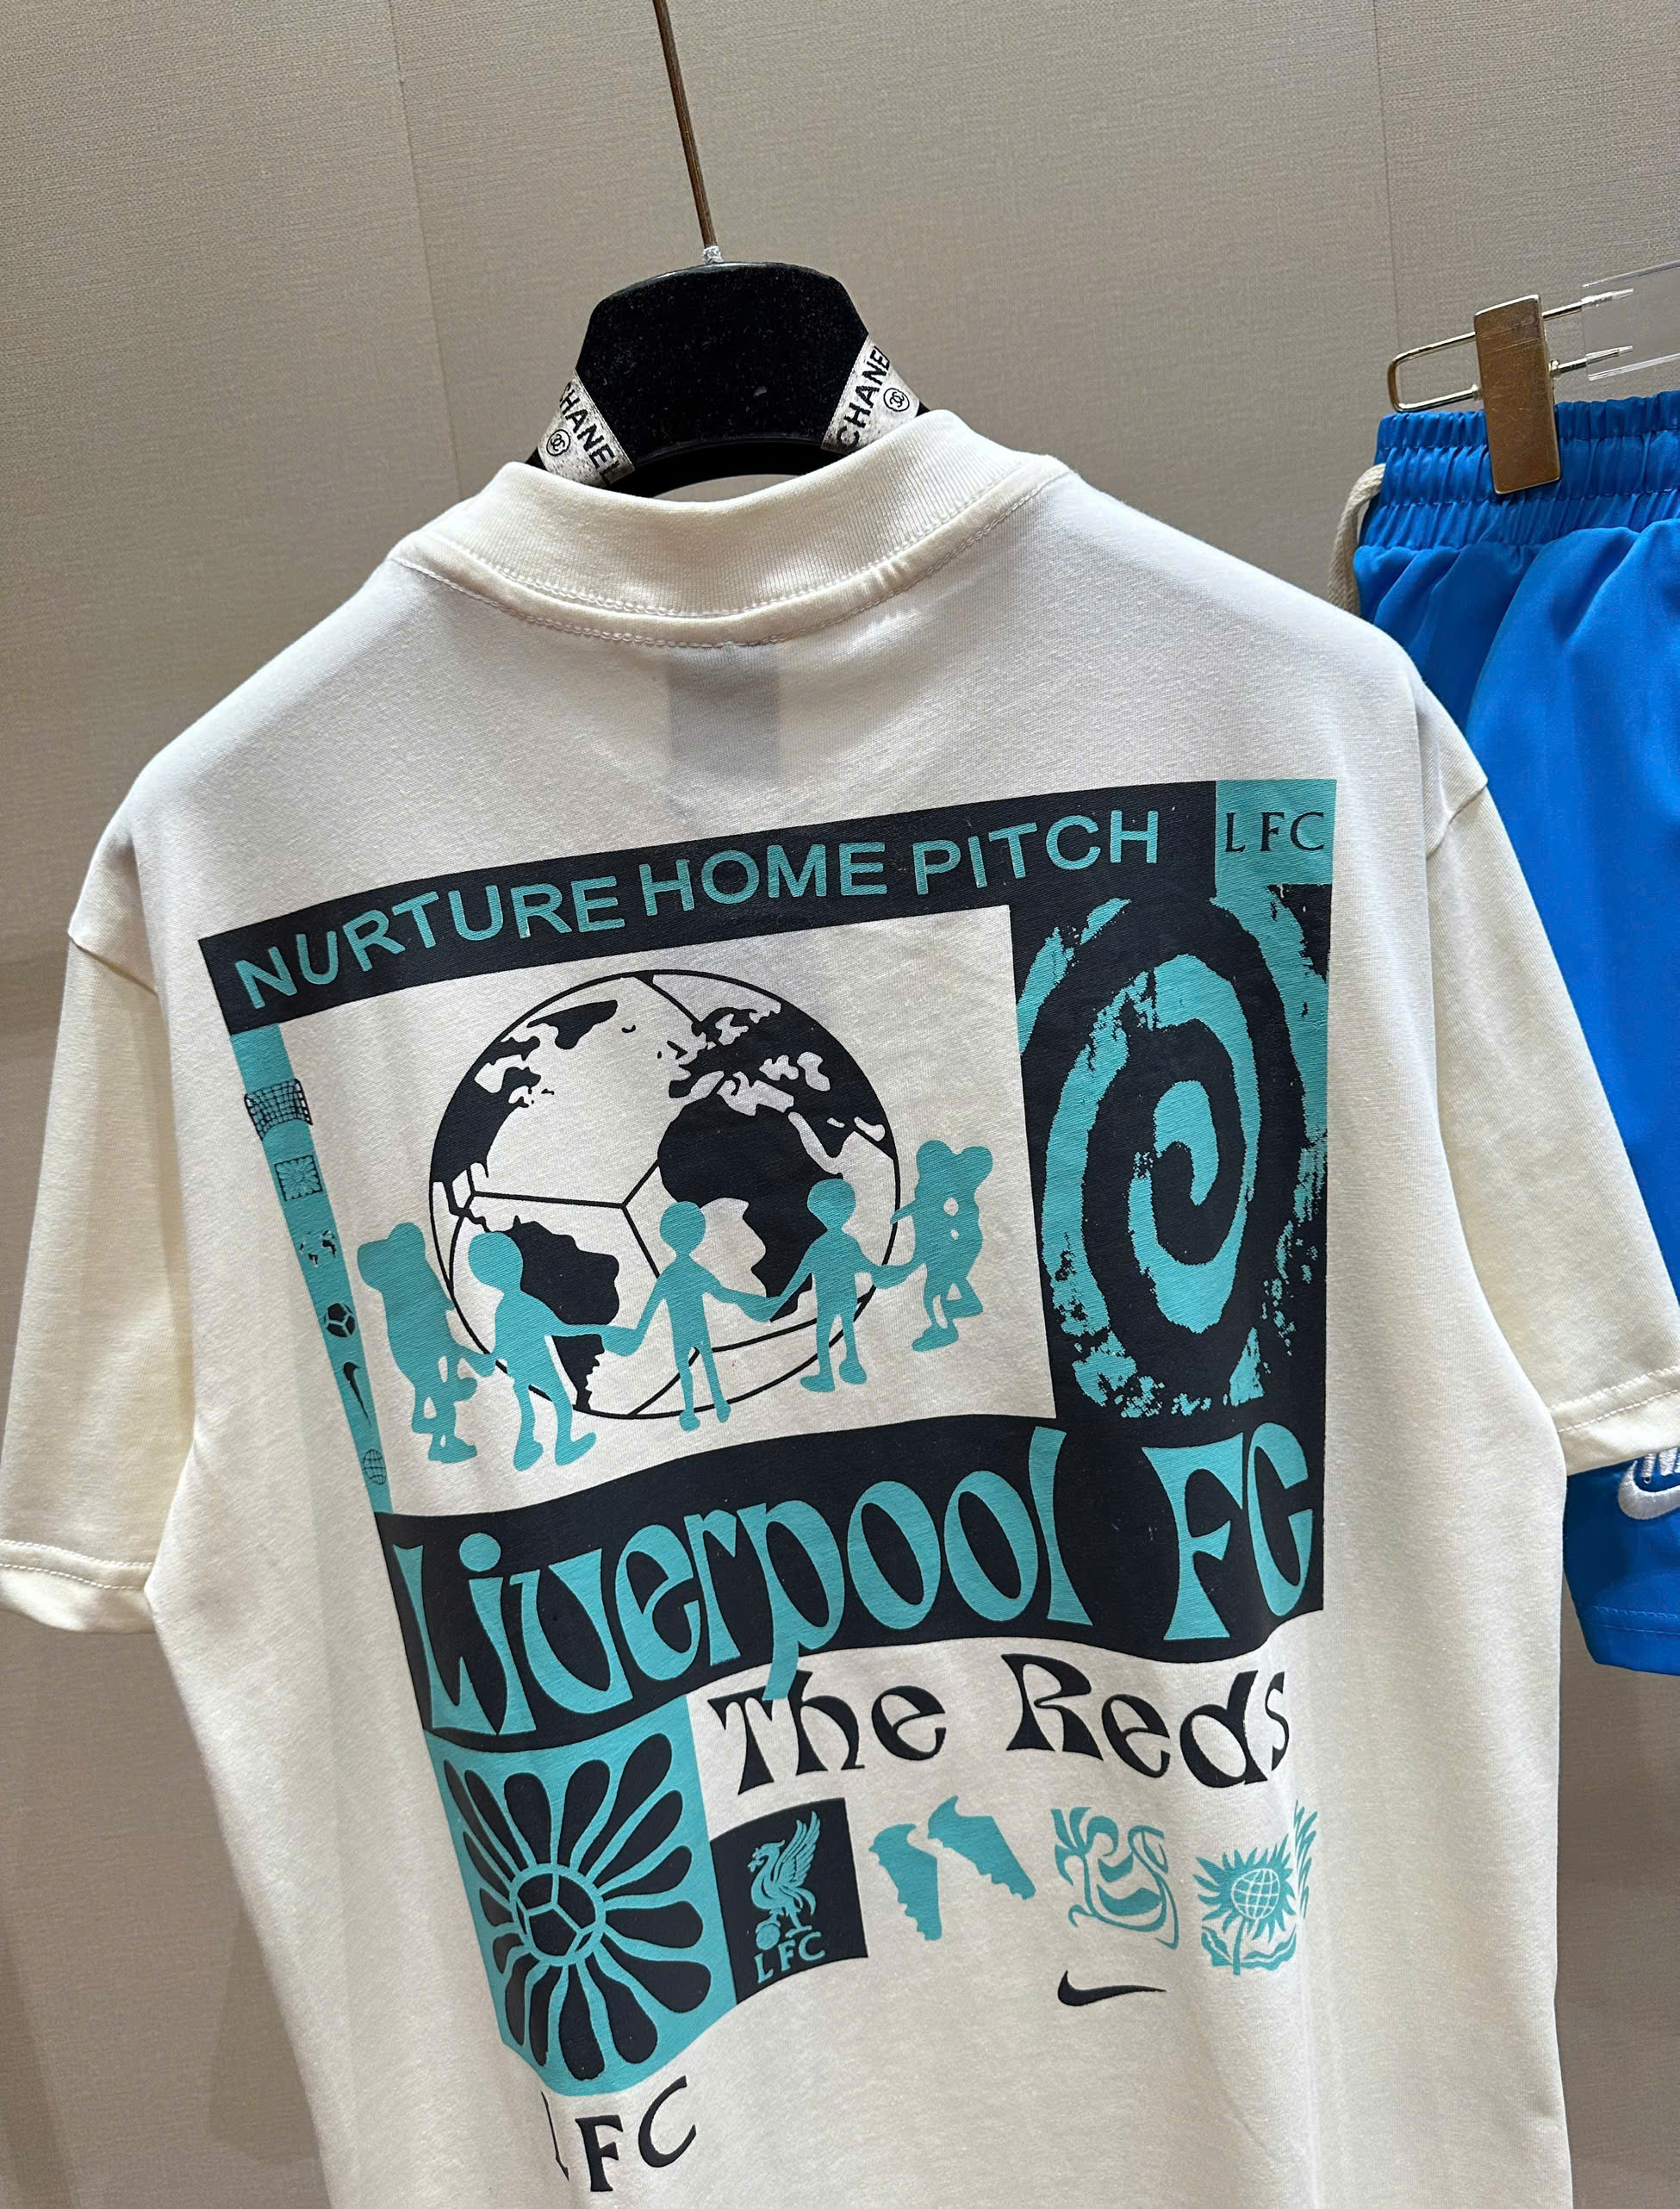 CHANEL
CHANEL
NURTURE HOME PITCH
LFC
Liverpool FC
The Reds
LFC
LFC